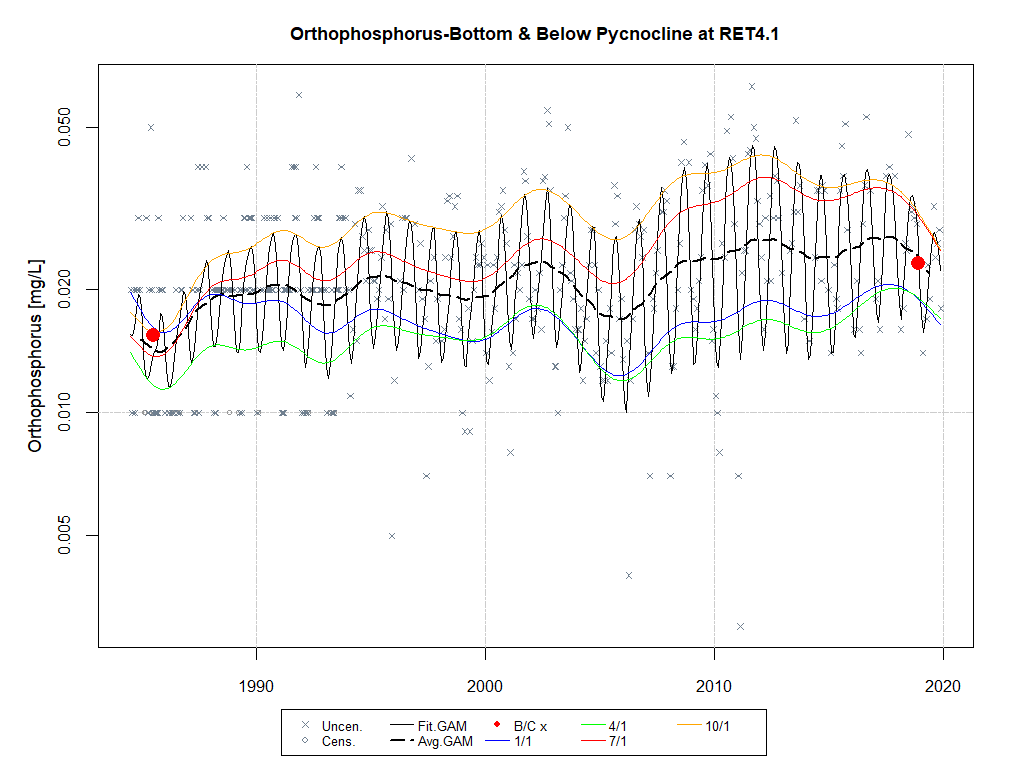 Orthophosphorus-Bottom & Below Pycnocline at RET4.1
Orthophosphorus [mg/L]
0.050
0.020
0.010
0.005
1990 2000 2010 2020
Uncen. Fit.GAM B/C x 4/1 10/1
Cens. Avg.GAM 1/1 7/1